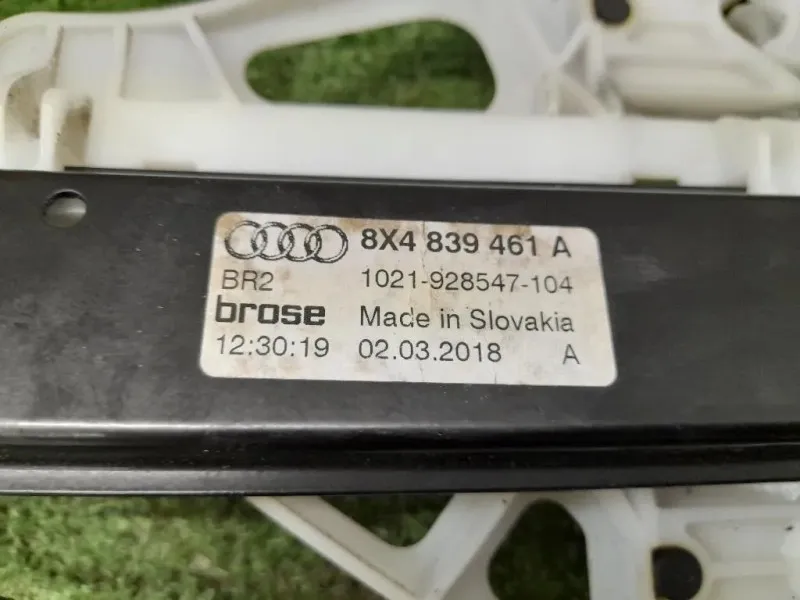 8X4 839 461 A
BR2 1021-928547-104
brose Made in Slovakia
12:30:19 02.03.2018 A